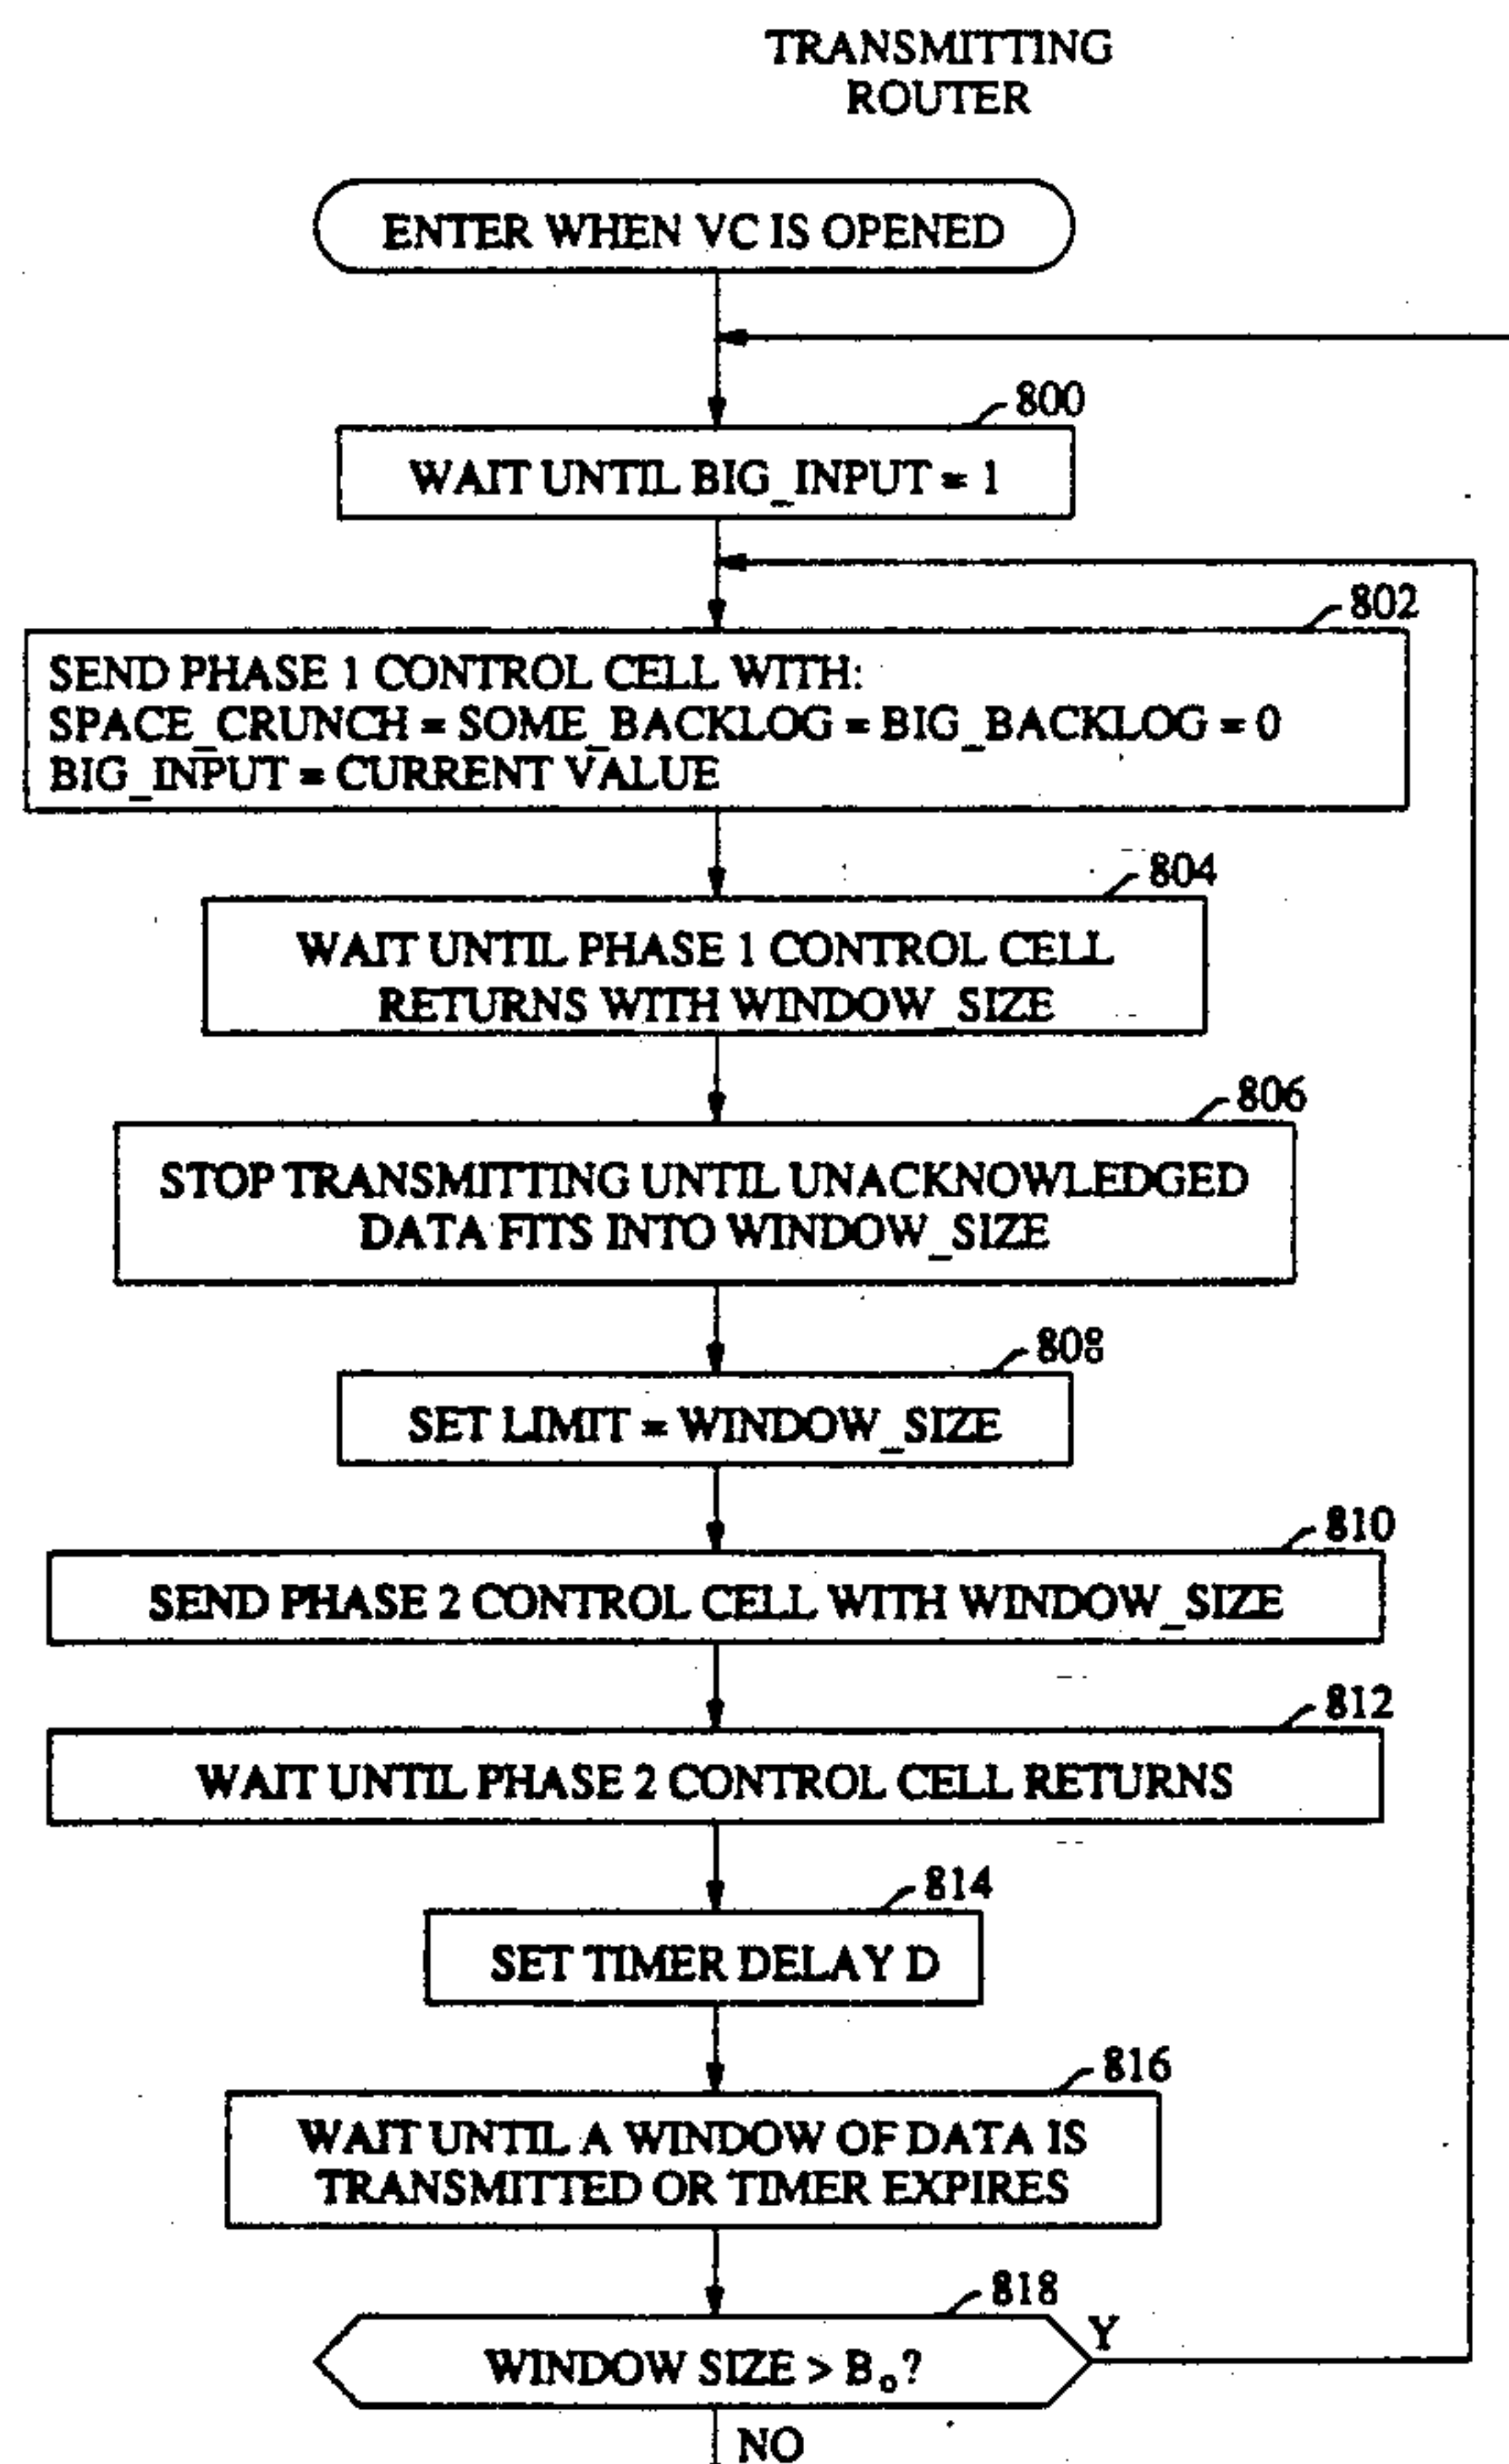 TRANSMITTING
ROUTER
ENTER WHEN VC IS OPENED
800
WAIT UNTIL BIG_INPUT = 1
802
SEND PHASE 1 CONTROL CELL WITH:
SPACE_CRUNCH = SOME_BACKLOG = BIG_BACKLOG = 0
BIG_INPUT = CURRENT VALUE
804
WAIT UNTIL PHASE 1 CONTROL CELL
RETURNS WITH WINDOW_SIZE
806
STOP TRANSMITTING UNTIL UNACKNOWLEDGED
DATA FITS INTO WINDOW_SIZE
808
SET LIMIT = WINDOW_SIZE
810
SEND PHASE 2 CONTROL CELL WITH WINDOW_SIZE
812
WAIT UNTIL PHASE 2 CONTROL CELL RETURNS
814
SET TIMER DELAY D
816
WAIT UNTIL A WINDOW OF DATA IS
TRANSMITTED OR TIMER EXPIRES
818
WINDOW SIZE > Bo?
Y
NO